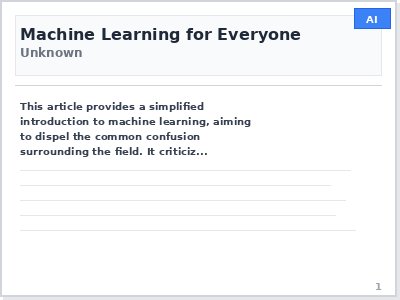 AI
Machine Learning for Everyone
Unknown
This article provides a simplified
introduction to machine learning, aiming
to dispel the common confusion
surrounding the field. It criticiz...
1